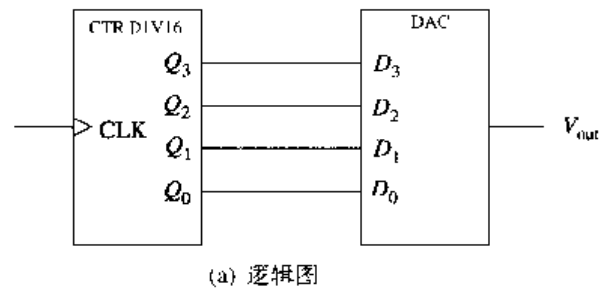 CTR DIV16
DAC
Q3
D3
Q2
D2
CLK
Vout
Q1
D1
Q0
D0
(a) 逻辑图